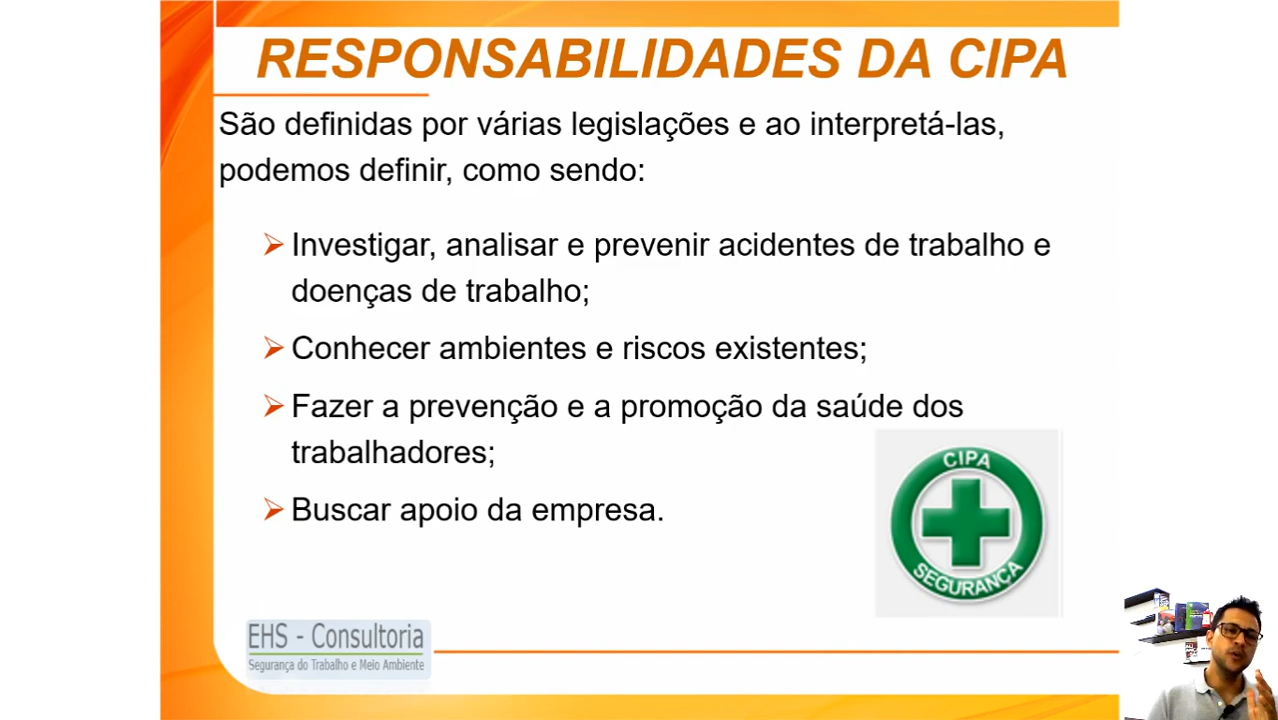 RESPONSABILIDADES DA CIPA
São definidas por várias legislações e ao interpretá-las,
podemos definir, como sendo:
➢ Investigar, analisar e prevenir acidentes de trabalho e
doenças de trabalho;
➢ Conhecer ambientes e riscos existentes;
➢ Fazer a prevenção e a promoção da saúde dos
trabalhadores;
➢ Buscar apoio da empresa.
CIPA
SEGURANÇA
EHS - Consultoria
Segurança do Trabalho e Meio Ambiente